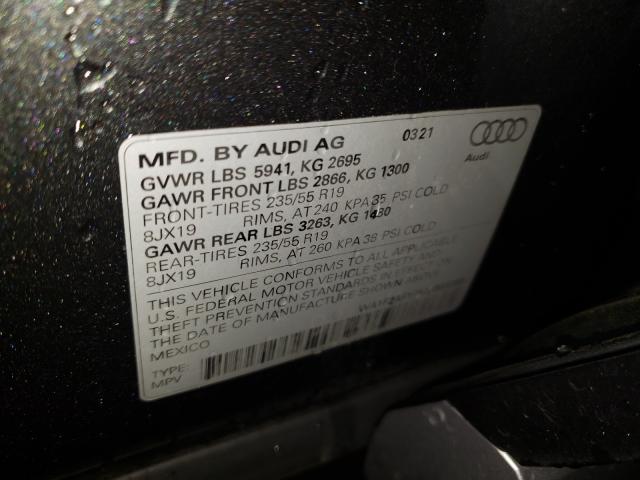 MFD. BY AUDI AG 0321
GVWR LBS 5941, KG 2695
GAWR FRONT LBS 2866, KG 1300
FRONT-TIRES 235/55 R19
8JX19 RIMS, AT 240 KPA 35 PSI COLD
GAWR REAR LBS 3263, KG 1480
REAR-TIRES 235/55 R19
8JX19 RIMS, AT 260 KPA 38 PSI COLD
THIS VEHICLE CONFORMS TO ALL APPLICABLE
U.S. FEDERAL MOTOR VEHICLE SAFETY AND
THEFT PREVENTION STANDARDS IN EFFECT ON
THE DATE OF MANUFACTURE SHOWN ABOVE
MEXICO
TYPE:
MPV
Audi